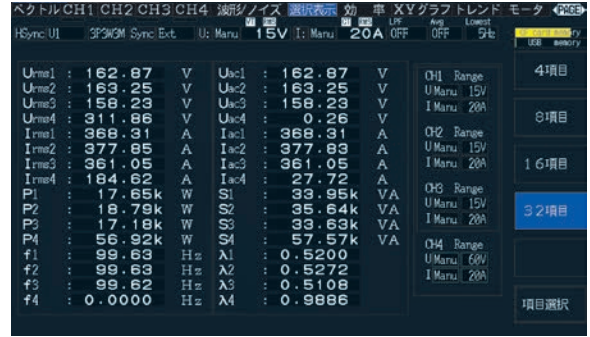 ベクトル CH1 CH2 CH3 CH4 波形/ノイズ 選択表示 効 率 XYグラフ トレンド モータ PAGE
HSync U1 3P3W3M Sync Ext U: Manu 15V I: Manu 20A LPF OFF Avg OFF Lowest 5Hz
CF card memory
USB memory
Urms1 : 162.87 V Uac1 : 162.87 V
Urms2 : 163.25 V Uac2 : 163.25 V
Urms3 : 158.23 V Uac3 : 158.23 V
Urms4 : 311.86 V Uac4 : 0.26 V
Irms1 : 368.31 A Iac1 : 368.31 A
Irms2 : 377.85 A Iac2 : 377.83 A
Irms3 : 361.05 A Iac3 : 361.05 A
Irms4 : 184.62 A Iac4 : 27.72 A
P1 : 17.65k W S1 : 33.95k VA
P2 : 18.79k W S2 : 35.64k VA
P3 : 17.18k W S3 : 33.63k VA
P4 : 56.92k W S4 : 57.57k VA
f1 : 99.63 Hz λ1 : 0.5200
f2 : 99.63 Hz λ2 : 0.5272
f3 : 99.62 Hz λ3 : 0.5108
f4 : 0.0000 Hz λ4 : 0.9886
CH1 Range
U Manu 15V
I Manu 20A
CH2 Range
U Manu 15V
I Manu 20A
CH3 Range
U Manu 15V
I Manu 20A
CH4 Range
U Manu 60V
I Manu 20A
4項目
8項目
16項目
32項目
項目選択